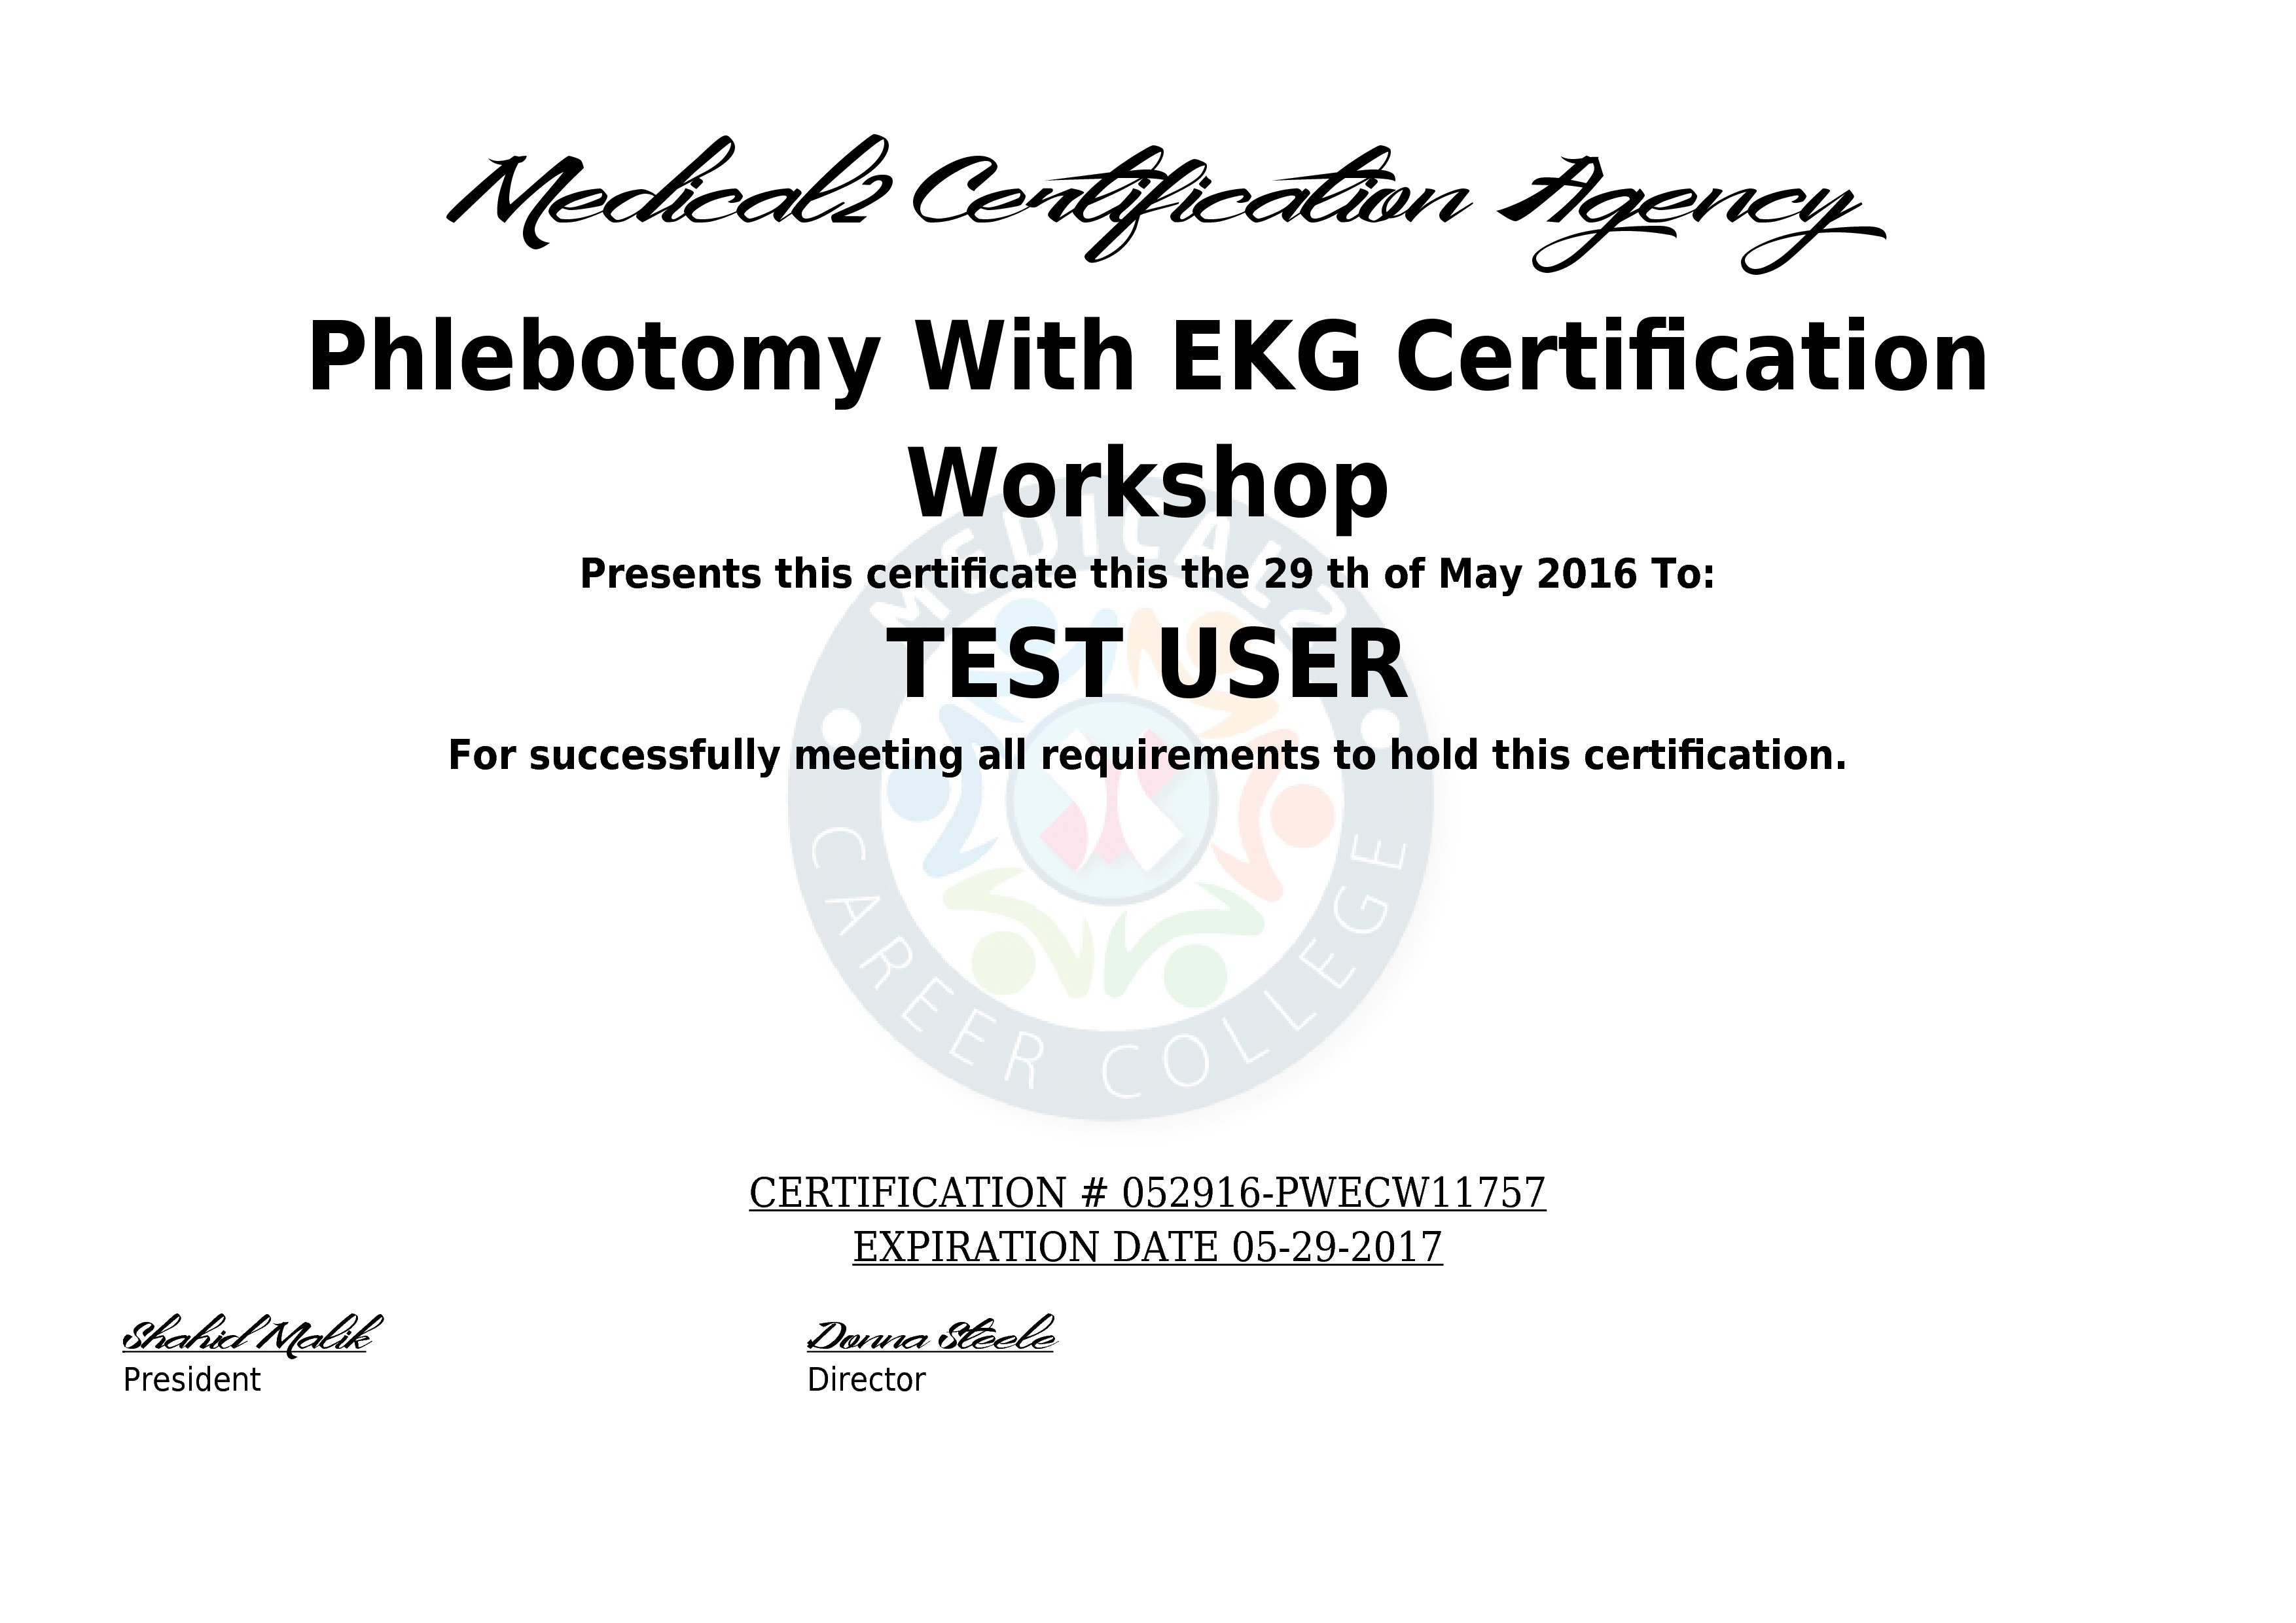 Medical2 Certification Agency
Phlebotomy With EKG Certification
Workshop
Presents this certificate this the 29 th of May 2016 To:
TEST USER
For successfully meeting all requirements to hold this certification.
MEDICAL2
CAREER COLLEGE
CERTIFICATION # 052916-PWECW11757
EXPIRATION DATE 05-29-2017
Shahid Malik
President
Donna Steele
Director